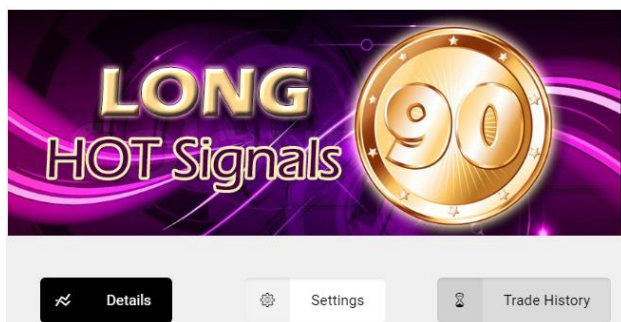 LONG
HOT Signals
90
Details
Settings
Trade History